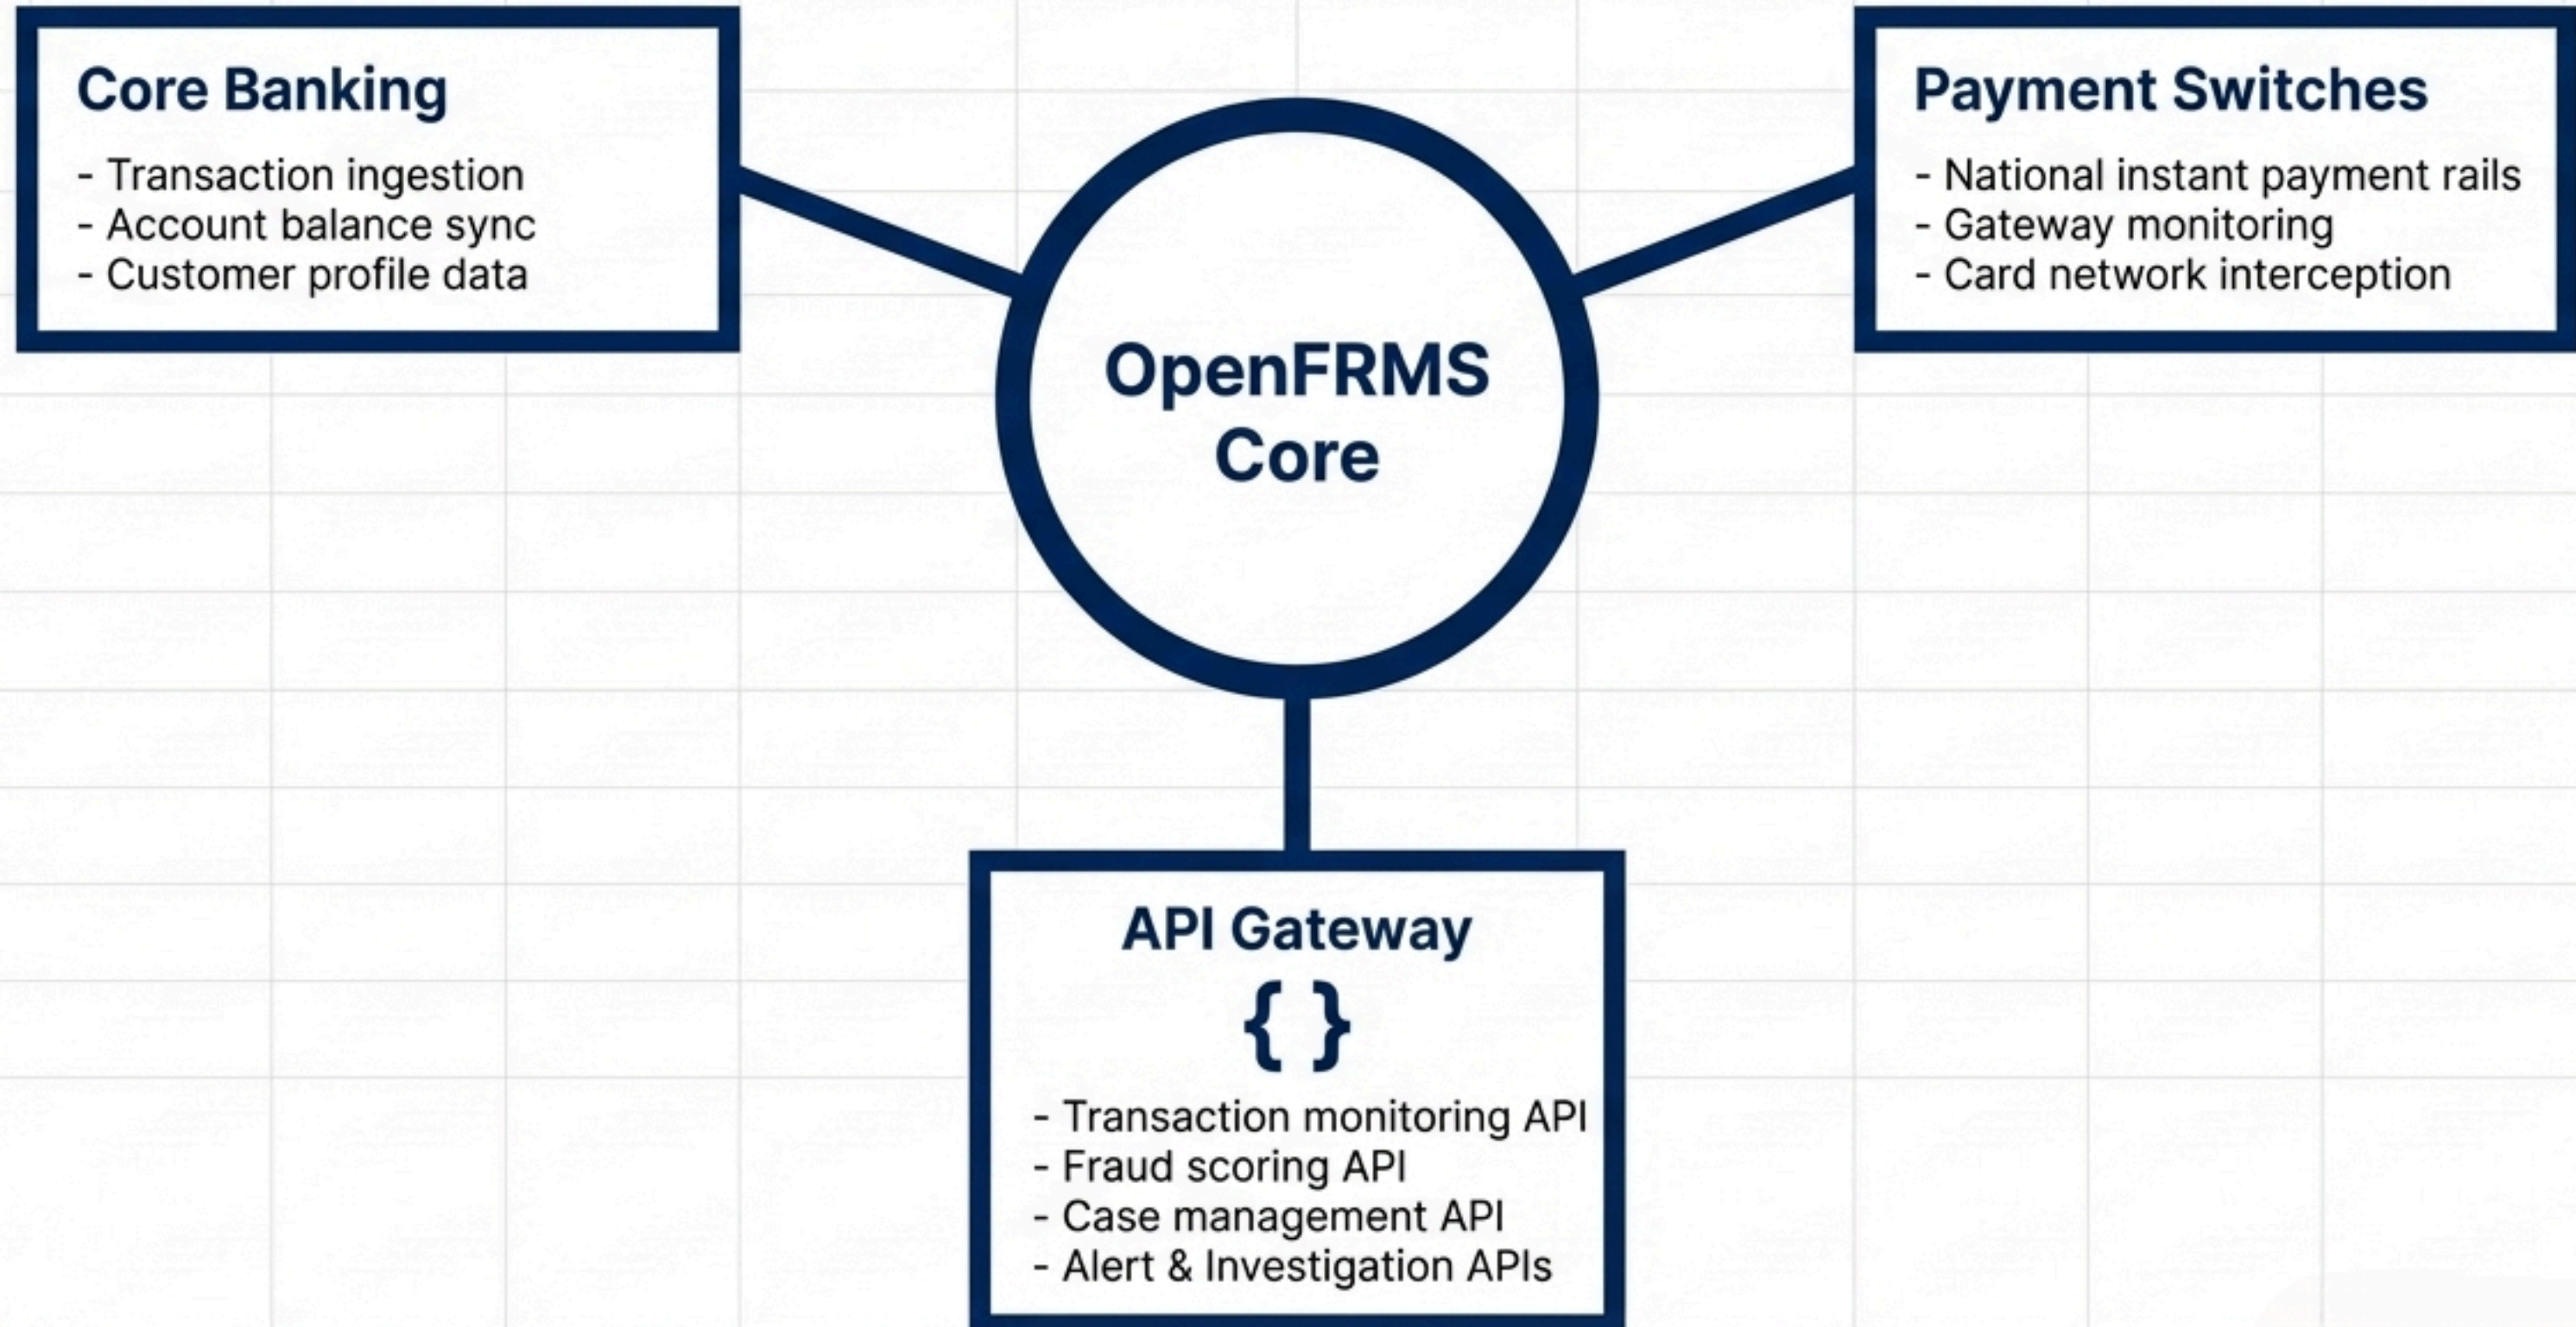 Core Banking
- Transaction ingestion
- Account balance sync
- Customer profile data
OpenFRMS
Core
Payment Switches
- National instant payment rails
- Gateway monitoring
- Card network interception
API Gateway
{ }
- Transaction monitoring API
- Fraud scoring API
- Case management API
- Alert & Investigation APIs